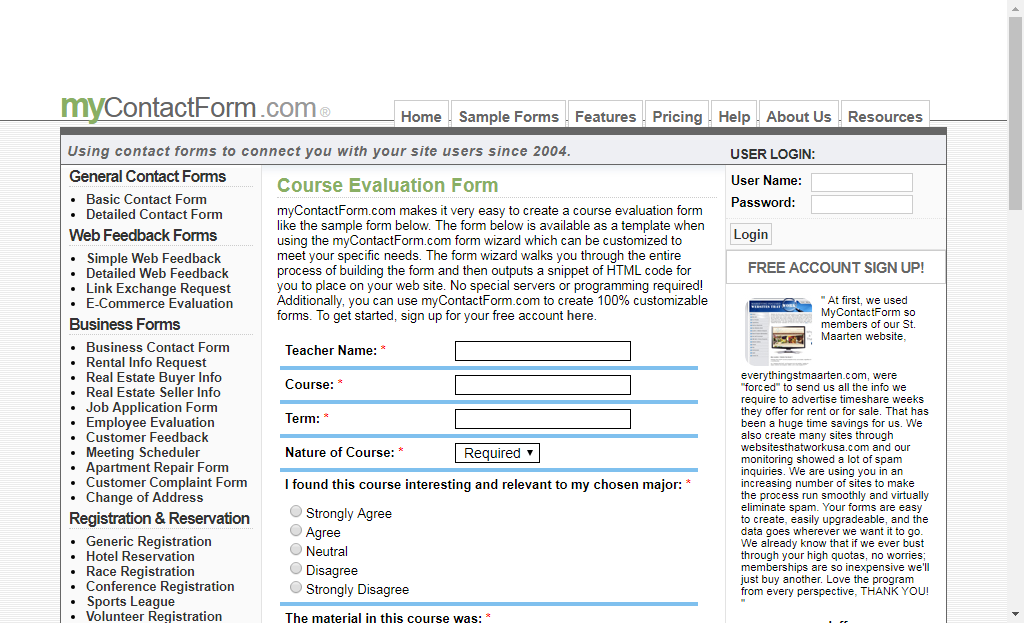 myContactForm.com®
Home
Sample Forms
Features
Pricing
Help
About Us
Resources
Using contact forms to connect you with your site users since 2004.
USER LOGIN:
General Contact Forms
Basic Contact Form
Detailed Contact Form
Web Feedback Forms
Simple Web Feedback
Detailed Web Feedback
Link Exchange Request
E-Commerce Evaluation
Business Forms
Business Contact Form
Rental Info Request
Real Estate Buyer Info
Real Estate Seller Info
Job Application Form
Employee Evaluation
Customer Feedback
Meeting Scheduler
Apartment Repair Form
Customer Complaint Form
Change of Address
Registration & Reservation
Generic Registration
Hotel Reservation
Race Registration
Conference Registration
Sports League
Volunteer Registration
Course Evaluation Form
myContactForm.com makes it very easy to create a course evaluation form
like the sample form below. The form below is available as a template when
using the myContactForm.com form wizard which can be customized to
meet your specific needs. The form wizard walks you through the entire
process of building the form and then outputs a snippet of HTML code for
you to place on your web site. No special servers or programming required!
Additionally, you can use myContactForm.com to create 100% customizable
forms. To get started, sign up for your free account here.
Teacher Name: *
Course: *
Term: *
Nature of Course: * Required
I found this course interesting and relevant to my chosen major: *
Strongly Agree
Agree
Neutral
Disagree
Strongly Disagree
The material in this course was: *
User Name:
Password:
Login
FREE ACCOUNT SIGN UP!
" At first, we used
MyContactForm so
members of our St.
Maarten website,
everythingstmaarten.com, were
"forced" to send us all the info we
require to advertise timeshare weeks
they offer for rent or for sale. That has
been a huge time savings for us. We
also create many sites through
websitesthatworkusa.com and our
monitoring showed a lot of spam
inquiries. We are using you in an
increasing number of sites to make
the process run smoothly and virtually
eliminate spam. Your forms are easy
to create, easily upgradeable, and the
data goes wherever we want it to go.
We already know that if we ever bust
through your high quotas, no worries;
memberships are so inexpensive we'll
just buy another. Love the program
from every perspective, THANK YOU!
"